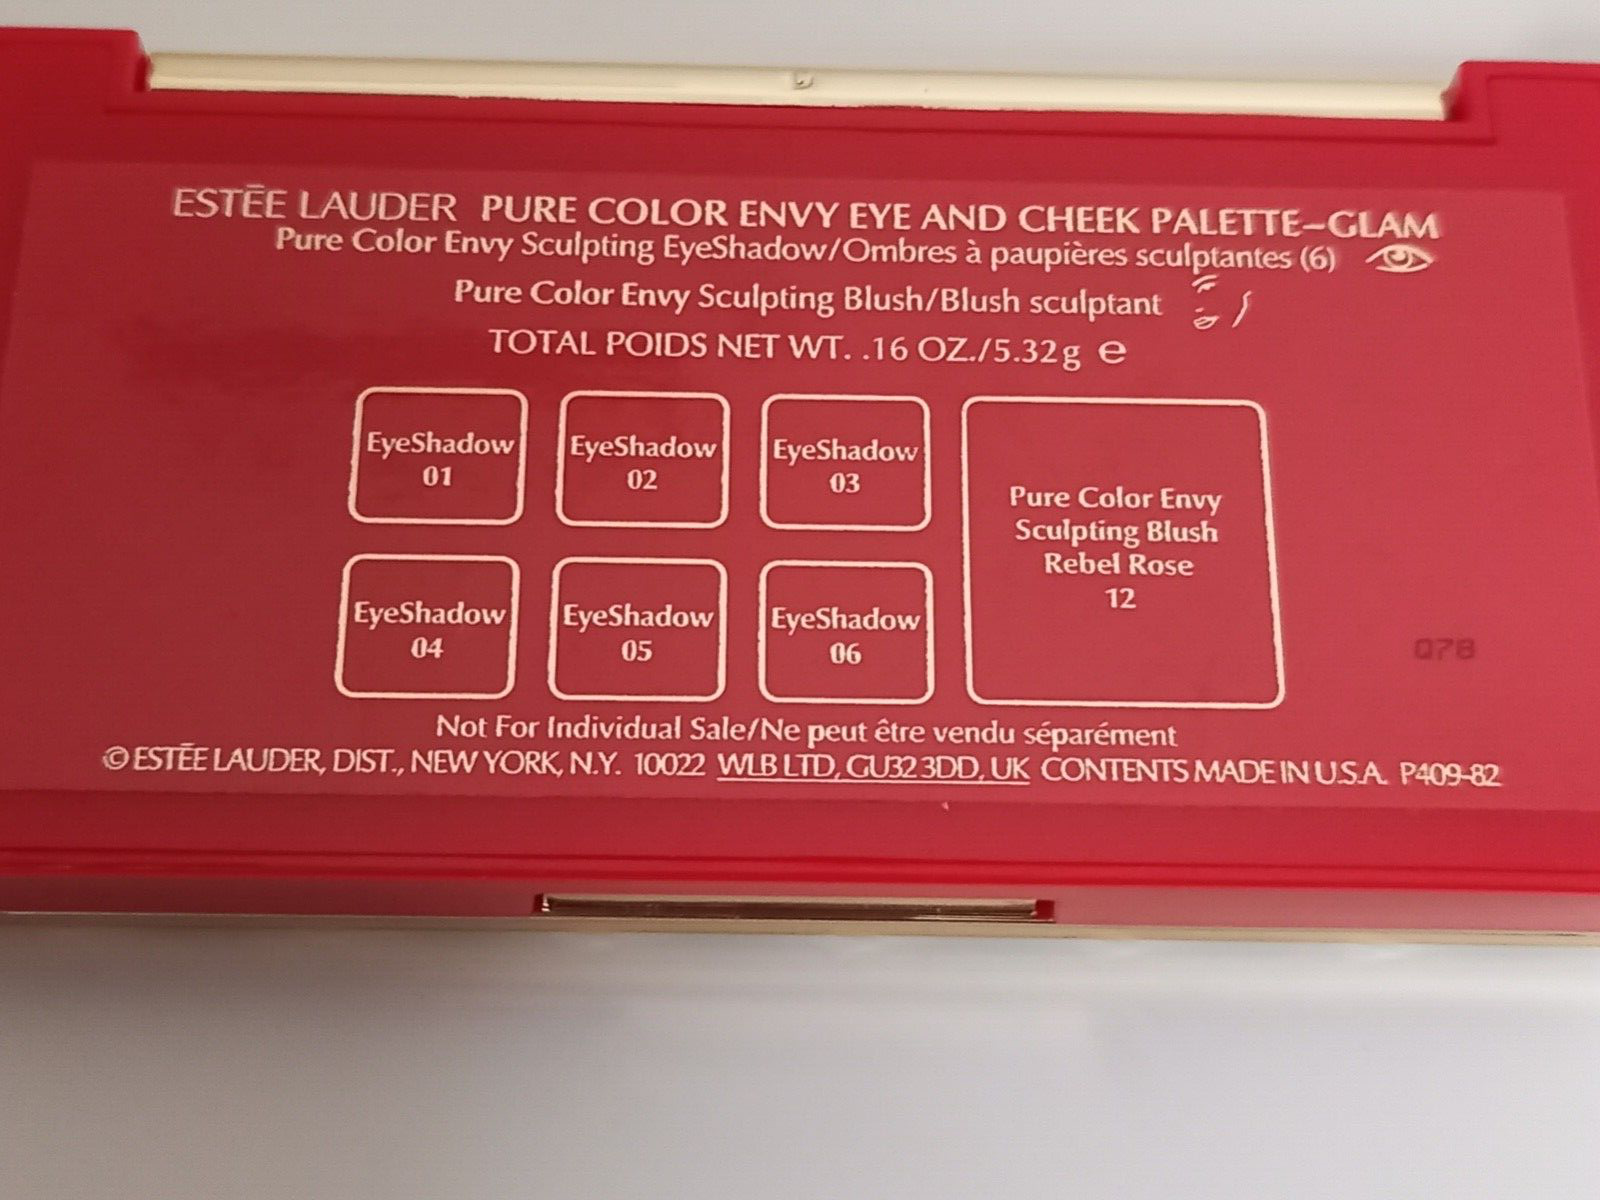 ESTĒE LAUDER PURE COLOR ENVY EYE AND CHEEK PALETTE–GLAM
Pure Color Envy Sculpting EyeShadow/Ombres à paupières sculptantes (6)
Pure Color Envy Sculpting Blush/Blush sculptant
TOTAL POIDS NET WT. .16 OZ./5.32g ℮
EyeShadow
01
EyeShadow
02
EyeShadow
03
EyeShadow
04
EyeShadow
05
EyeShadow
06
Pure Color Envy
Sculpting Blush
Rebel Rose
12
Q78
Not For Individual Sale/Ne peut être vendu séparément
© ESTĒE LAUDER, DIST., NEW YORK, N.Y. 10022 WLB LTD, GU32 3DD, UK CONTENTS MADE IN U.S.A. P409-82